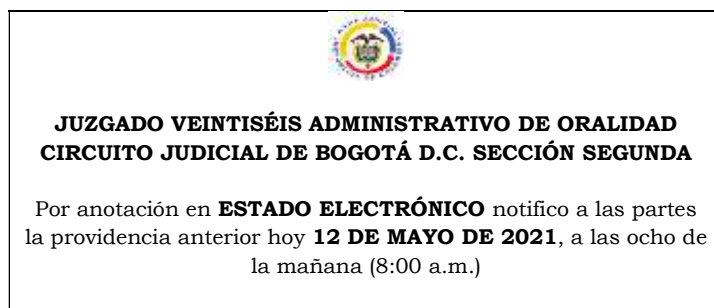 JUZGADO VEINTISÉIS ADMINISTRATIVO DE ORALIDAD
CIRCUITO JUDICIAL DE BOGOTÁ D.C. SECCIÓN SEGUNDA
Por anotación en ESTADO ELECTRÓNICO notifico a las partes
la providencia anterior hoy 12 DE MAYO DE 2021, a las ocho de
la mañana (8:00 a.m.)